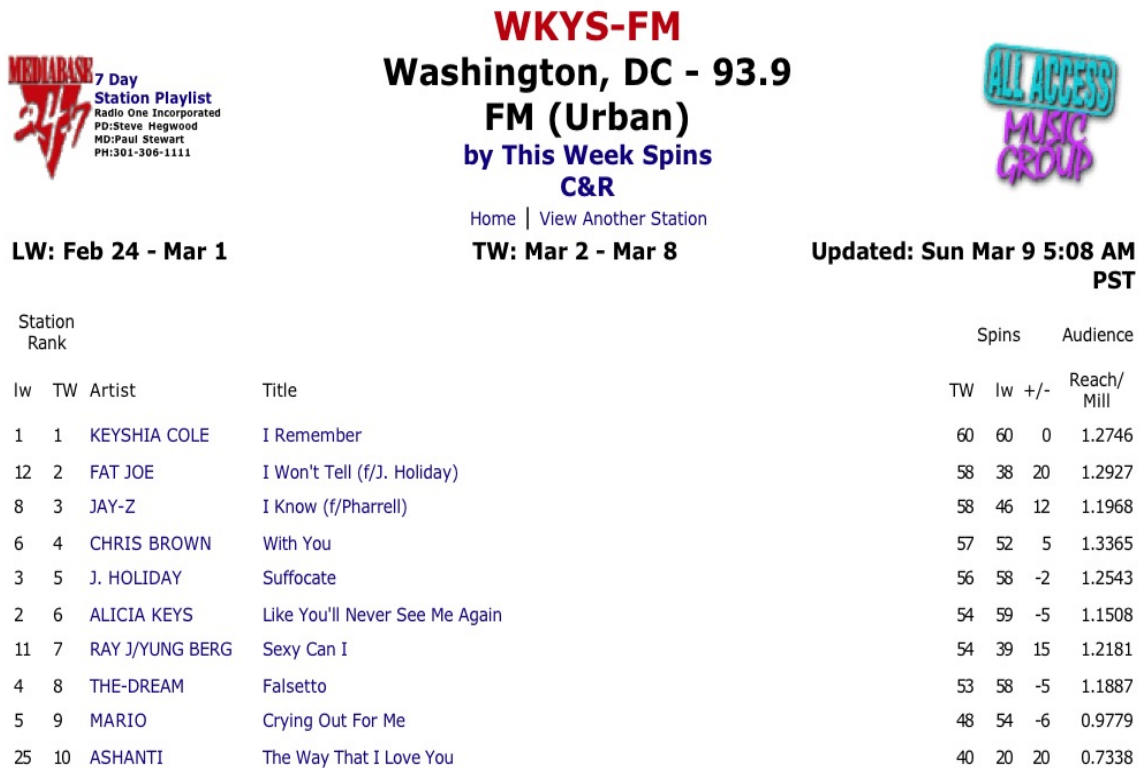 WKYS-FM
Washington, DC - 93.9
FM (Urban)
by This Week Spins
C&R
Home | View Another Station
MEDIABASE
24-7
7 Day
Station Playlist
Radio One Incorporated
PD:Steve Hegwood
MD:Paul Stewart
PH:301-306-1111
ALL ACCESS
MUSIC
GROUP
LW: Feb 24 - Mar 1 TW: Mar 2 - Mar 8 Updated: Sun Mar 9 5:08 AM
PST
Station
Rank Spins Audience
lw TW Artist Title TW lw +/- Reach/
Mill
1 1 KEYSHIA COLE I Remember 60 60 0 1.2746
12 2 FAT JOE I Won't Tell (f/J. Holiday) 58 38 20 1.2927
8 3 JAY-Z I Know (f/Pharrell) 58 46 12 1.1968
6 4 CHRIS BROWN With You 57 52 5 1.3365
3 5 J. HOLIDAY Suffocate 56 58 -2 1.2543
2 6 ALICIA KEYS Like You'll Never See Me Again 54 59 -5 1.1508
11 7 RAY J/YUNG BERG Sexy Can I 54 39 15 1.2181
4 8 THE-DREAM Falsetto 53 58 -5 1.1887
5 9 MARIO Crying Out For Me 48 54 -6 0.9779
25 10 ASHANTI The Way That I Love You 40 20 20 0.7338